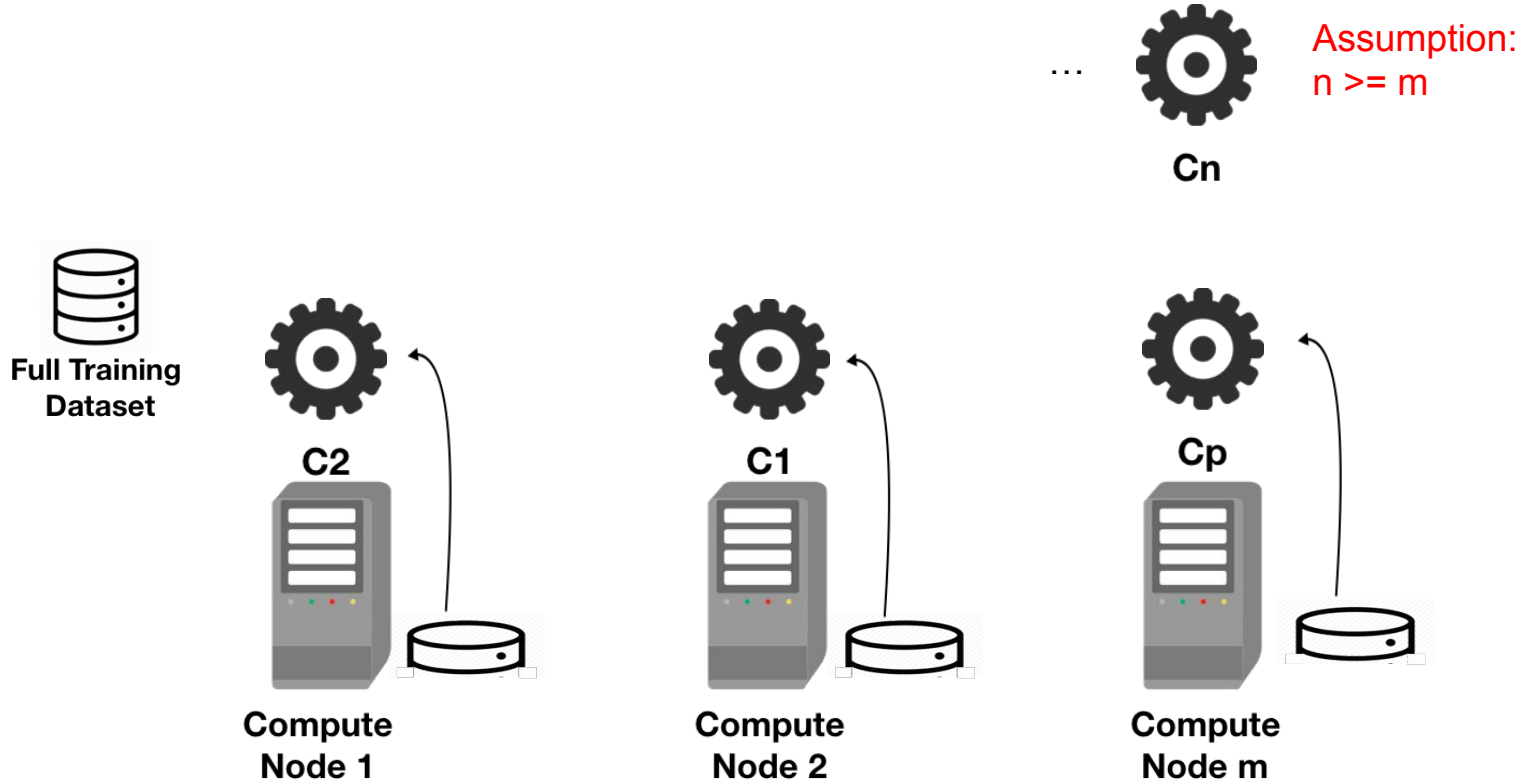 ...
Assumption:
n >= m
Cn
Full Training
Dataset
C2
C1
Cp
Compute
Node 1
Compute
Node 2
Compute
Node m